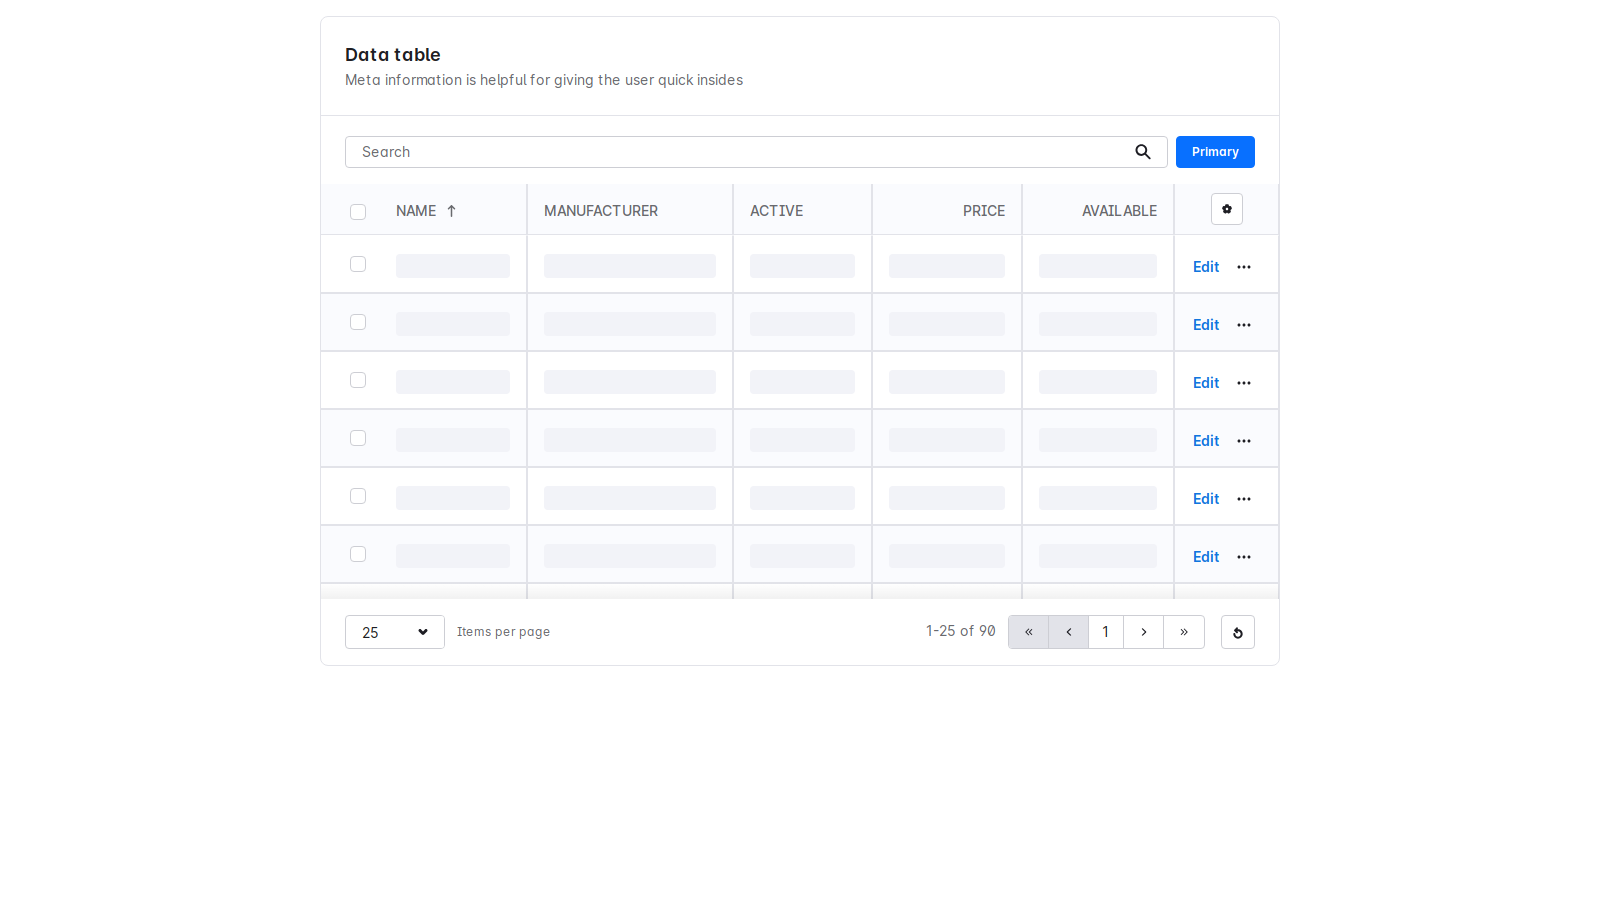 Data table
Meta information is helpful for giving the user quick insides
Search
Primary
NAME MANUFACTURER ACTIVE PRICE AVAILABLE
Edit
Edit
Edit
Edit
Edit
Edit
25 Items per page 1-25 of 90 « ‹ 1 › »